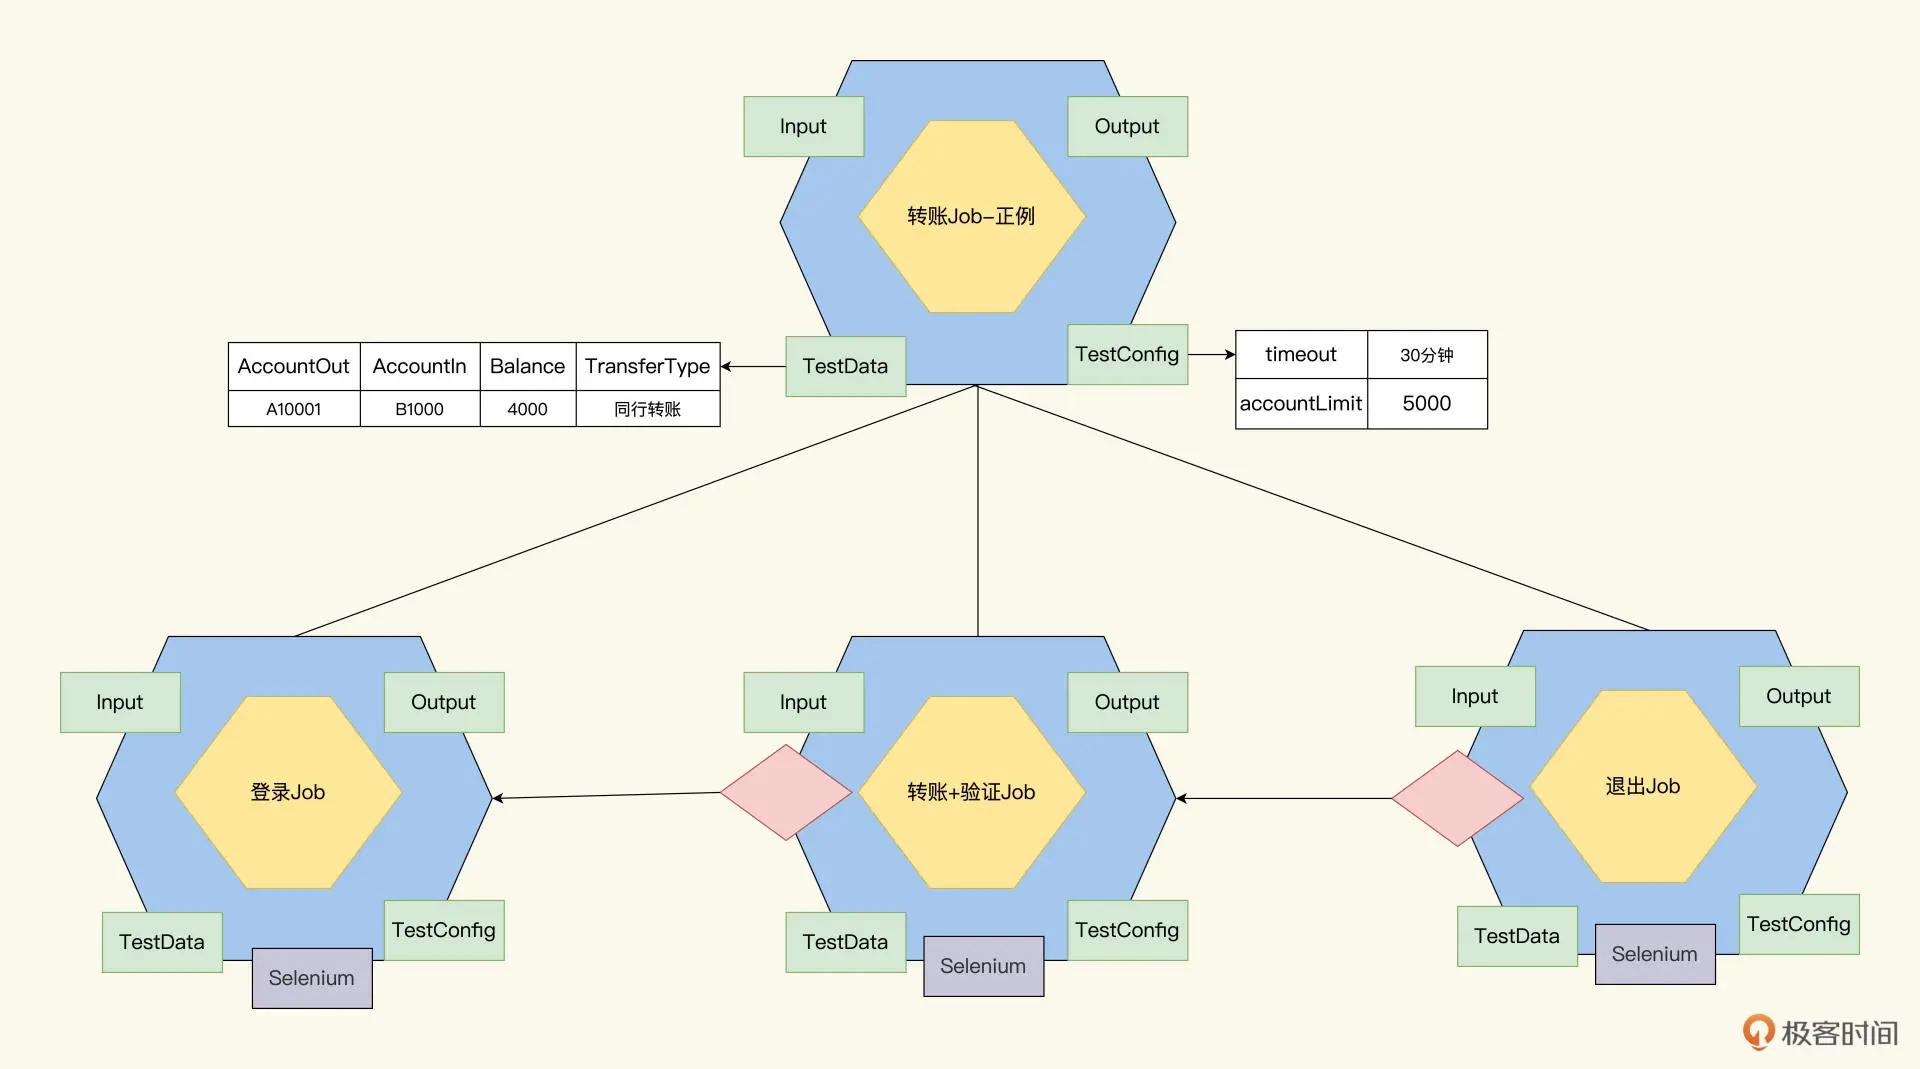 Input
Output
转账Job-正例
TestData
TestConfig
AccountOut AccountIn Balance TransferType
A10001 B1000 4000 同行转账
timeout 30分钟
accountLimit 5000
Input
Output
登录Job
TestData
TestConfig
Selenium
Input
Output
转账+验证Job
TestData
TestConfig
Selenium
Input
Output
退出Job
TestData
TestConfig
Selenium
极客时间